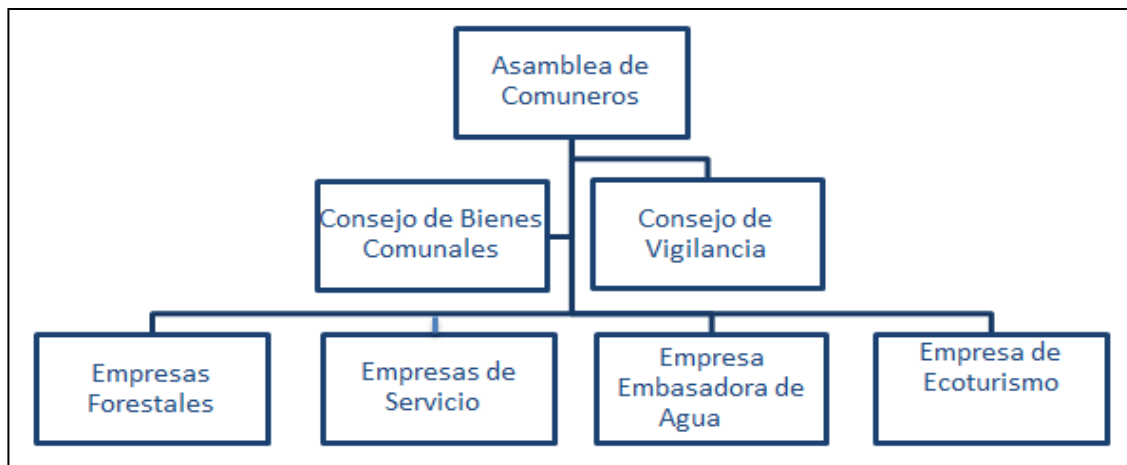 Asamblea de
Comuneros
Consejo de Bienes
Comunales
Consejo de
Vigilancia
Empresas
Forestales
Empresas de
Servicio
Empresa
Embasadora de
Agua
Empresa de
Ecoturismo